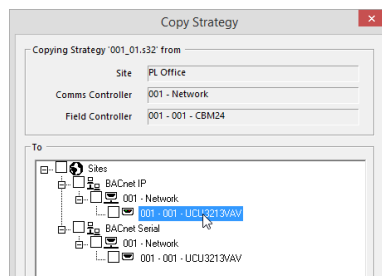 Copy Strategy
Copying Strategy '001_01.s32' from
Site PL Office
Comms Controller 001 - Network
Field Controller 001 - 001 - CBM24
To
Sites
BACnet IP
001 - Network
001 - 001 - UCU3213VAV
BACnet Serial
001 - Network
001 - 001 - UCU3213VAV